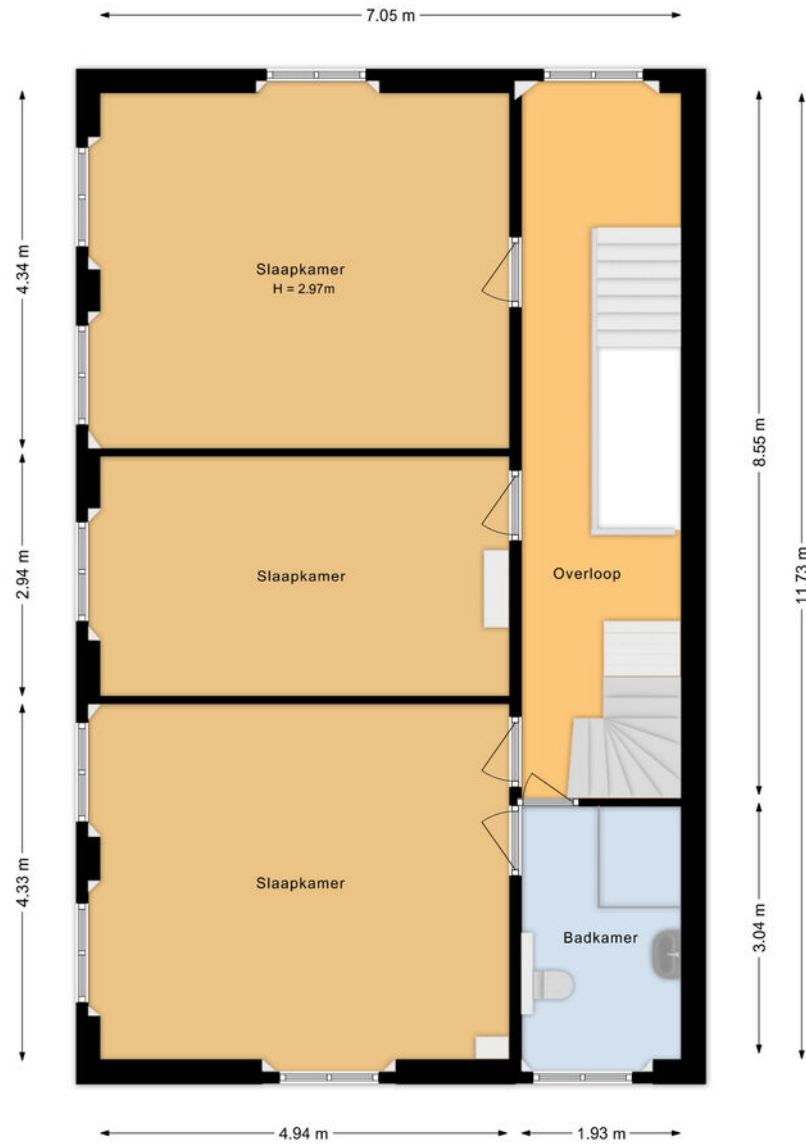 7.05 m
Slaapkamer
H = 2.97m
4.34 m
8.55 m
Slaapkamer
Overloop
2.94 m
11.73 m
Slaapkamer
4.33 m
Badkamer
3.04 m
4.94 m
1.93 m